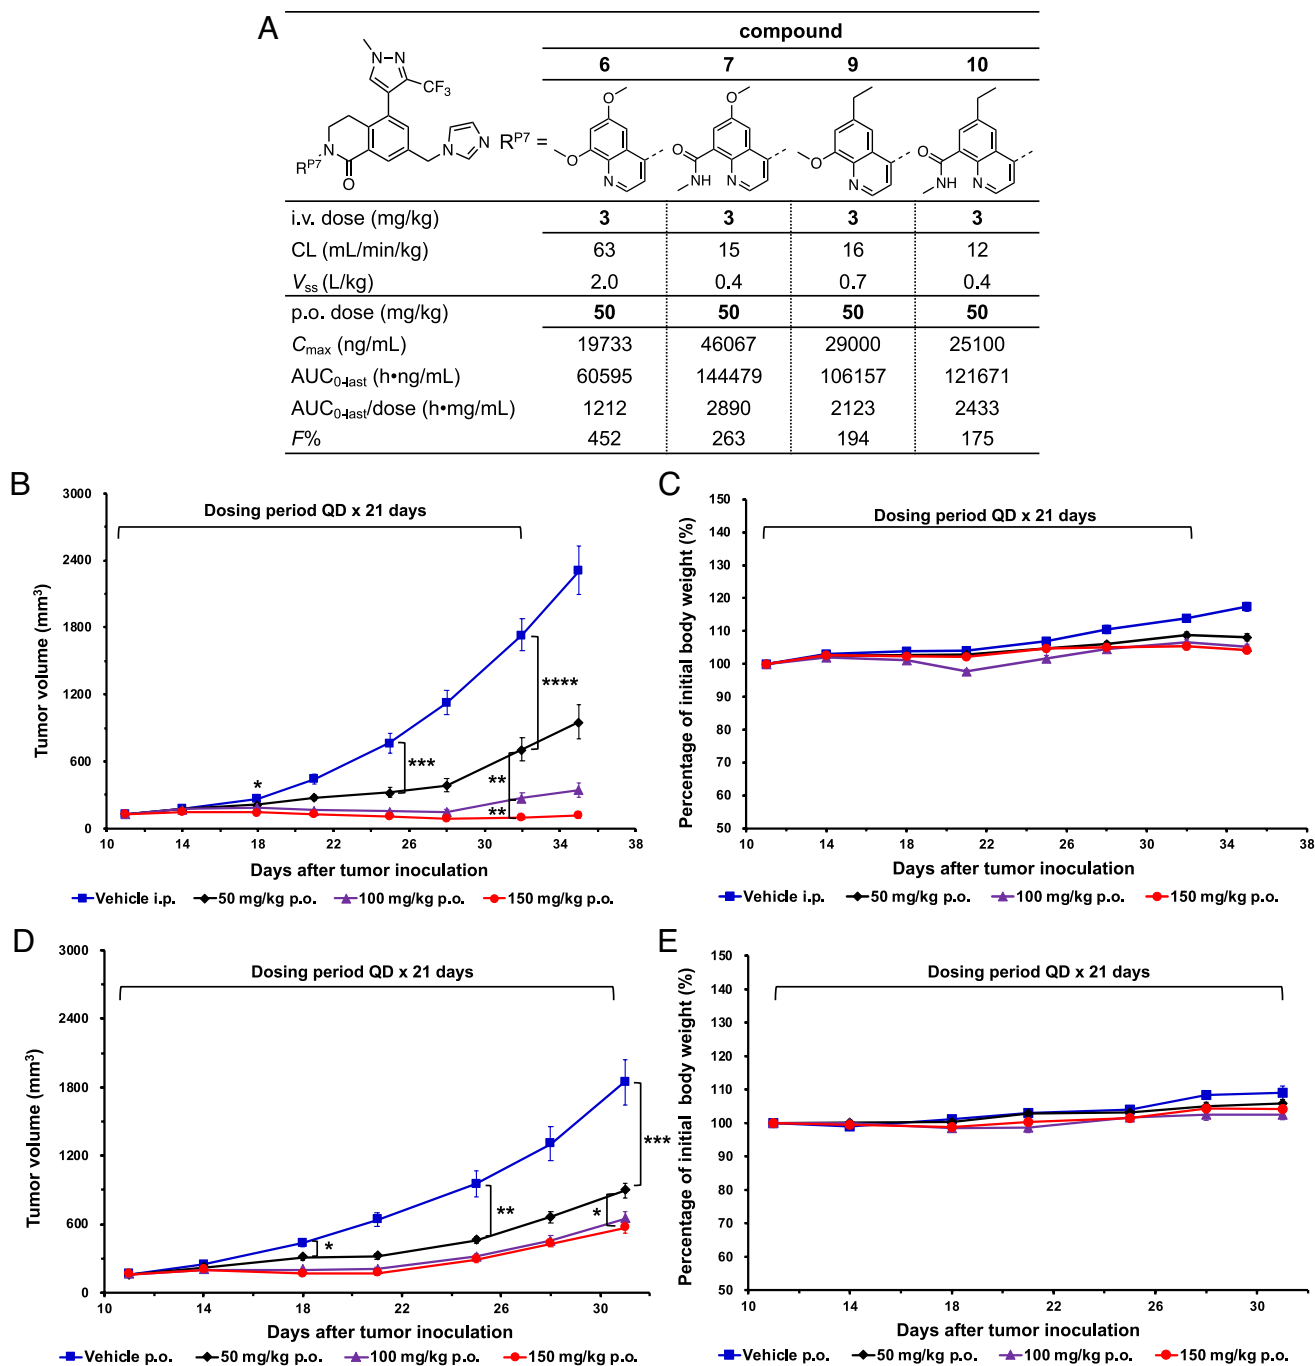 A
compound
6 7 9 10
N
N
CF₃
N
N
N
O
R^P7
R^P7 =
O
O
N
O
O
NH
N
O
N
O
NH
N
i.v. dose (mg/kg) 3 3 3 3
CL (mL/min/kg) 63 15 16 12
Vss (L/kg) 2.0 0.4 0.7 0.4
p.o. dose (mg/kg) 50 50 50 50
Cmax (ng/mL) 19733 46067 29000 25100
AUC0-last (h•ng/mL) 60595 144479 106157 121671
AUC0-last/dose (h•mg/mL) 1212 2890 2123 2433
F% 452 263 194 175
B
Dosing period QD x 21 days
Tumor volume (mm³)
3000
2400
1800
1200
600
0
*
***
****
**
**
10 14 18 22 26 30 34 38
Days after tumor inoculation
Vehicle i.p. 50 mg/kg p.o. 100 mg/kg p.o. 150 mg/kg p.o.
C
Dosing period QD x 21 days
Percentage of initial body weight (%)
150
140
130
120
110
100
90
80
70
60
50
10 14 18 22 26 30 34 38
Days after tumor inoculation
Vehicle i.p. 50 mg/kg p.o. 100 mg/kg p.o. 150 mg/kg p.o.
D
Dosing period QD x 21 days
Tumor volume (mm³)
3000
2400
1800
1200
600
0
*
**
***
*
10 14 18 22 26 30
Days after tumor inoculation
Vehicle p.o. 50 mg/kg p.o. 100 mg/kg p.o. 150 mg/kg p.o.
E
Dosing period QD x 21 days
Percentage of initial body weight (%)
150
140
130
120
110
100
90
80
70
60
50
10 14 18 22 26 30
Days after tumor inoculation
Vehicle p.o. 50 mg/kg p.o. 100 mg/kg p.o. 150 mg/kg p.o.